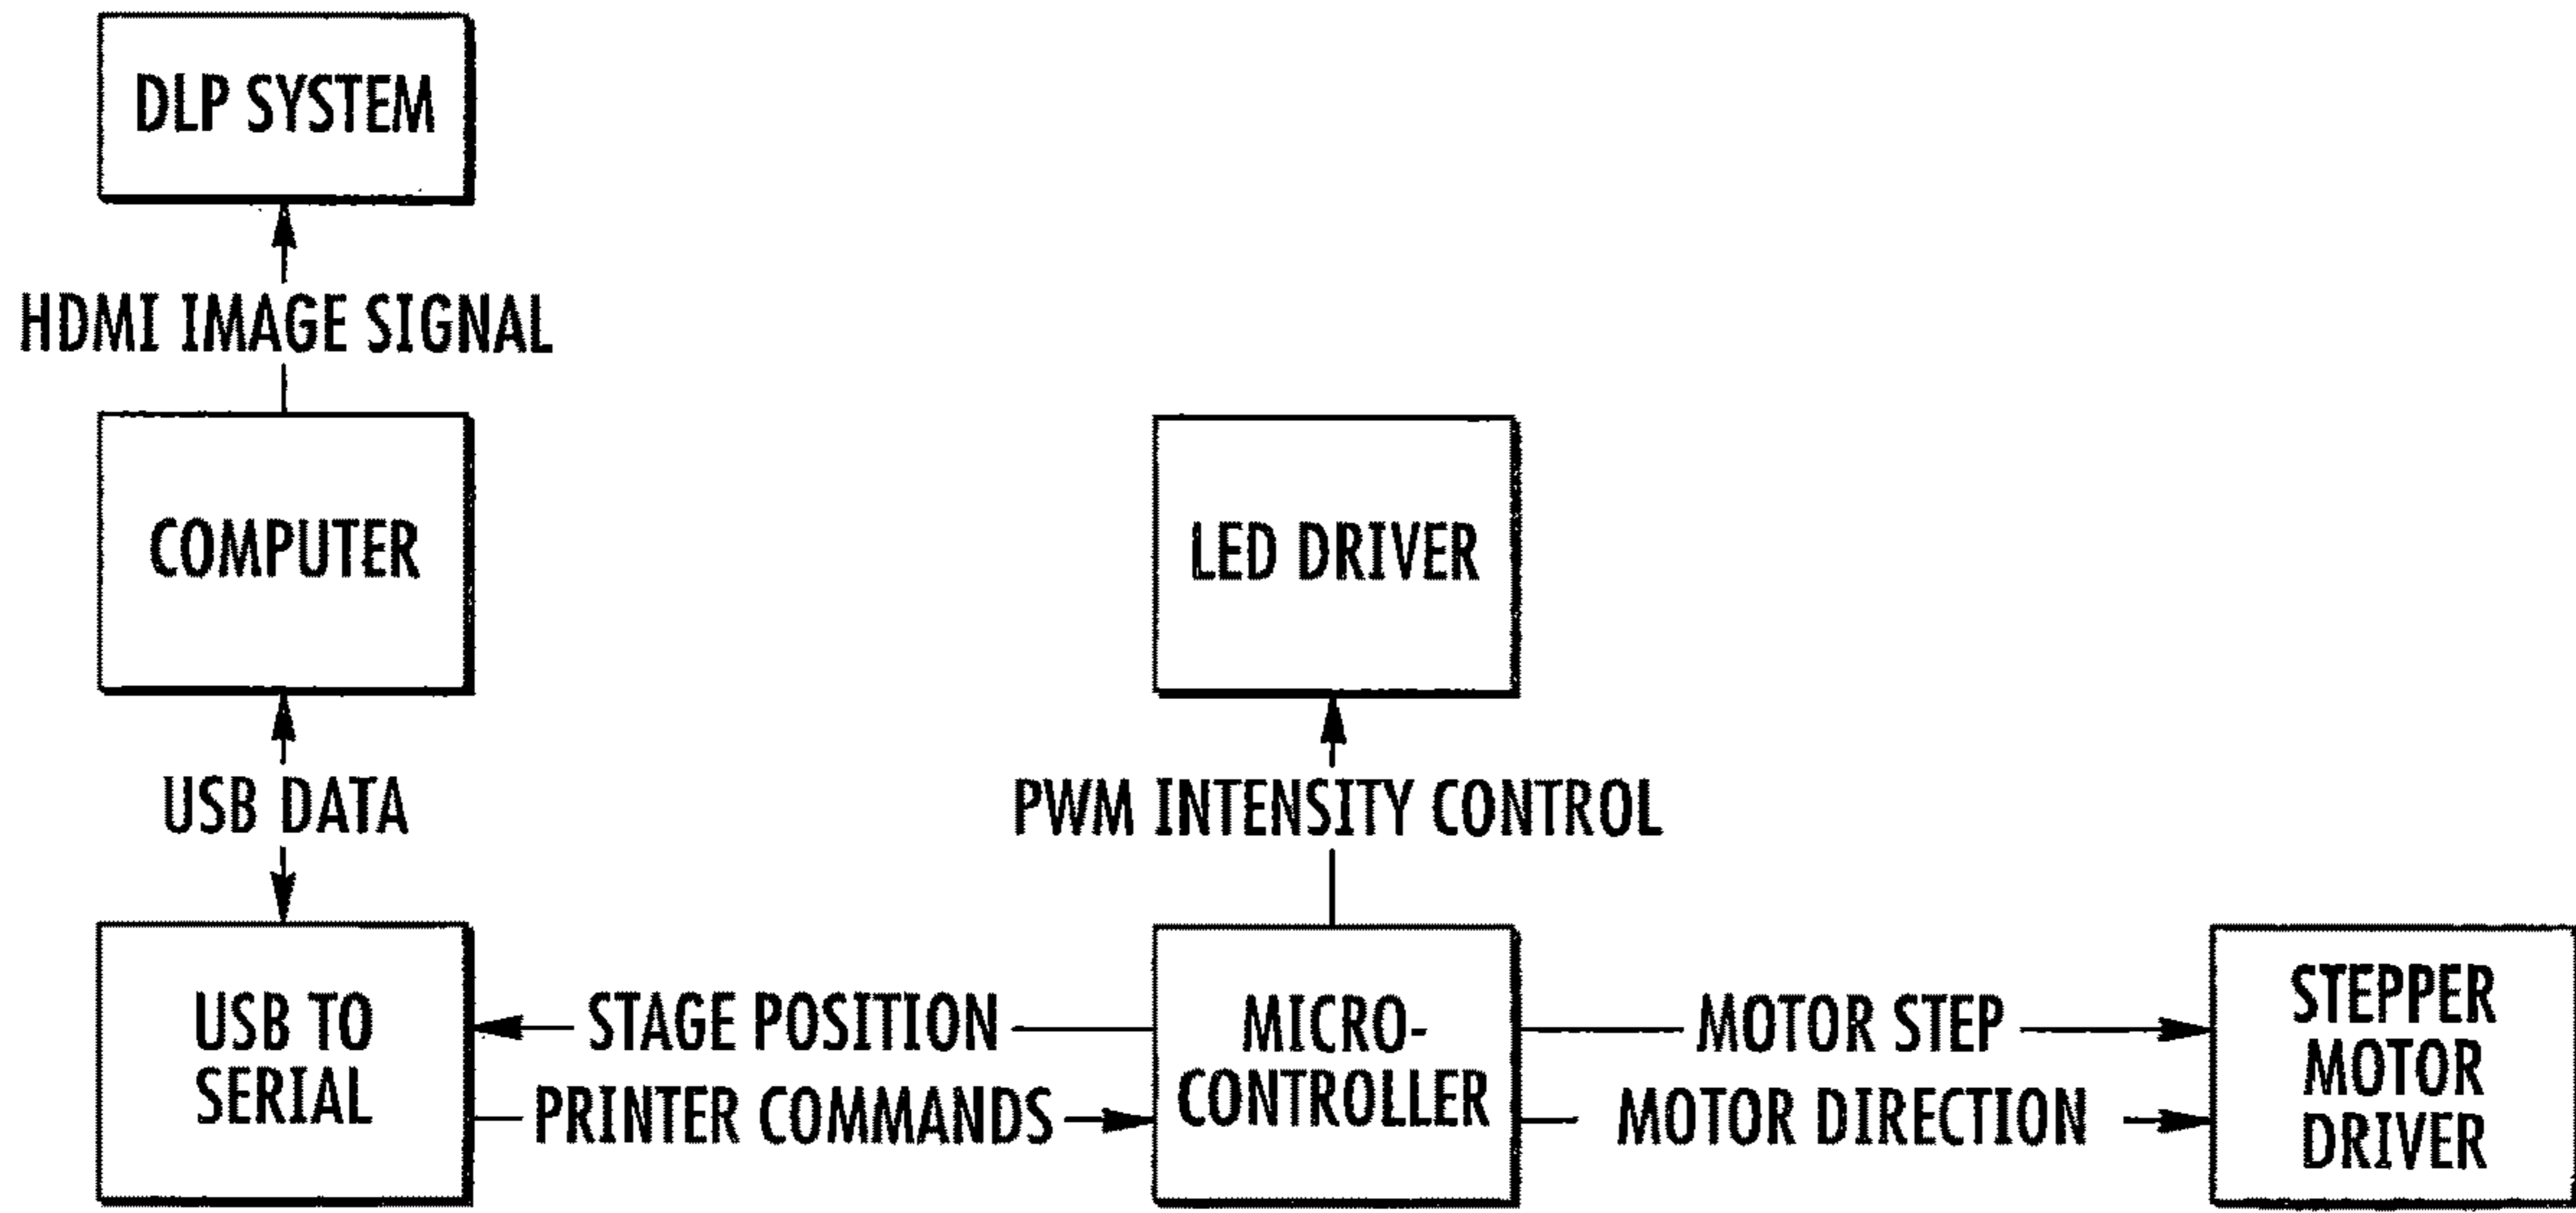 DLP SYSTEM
HDMI IMAGE SIGNAL
COMPUTER
LED DRIVER
USB DATA
PWM INTENSITY CONTROL
USB TO
SERIAL
STAGE POSITION
PRINTER COMMANDS
MICRO-
CONTROLLER
MOTOR STEP
MOTOR DIRECTION
STEPPER
MOTOR
DRIVER